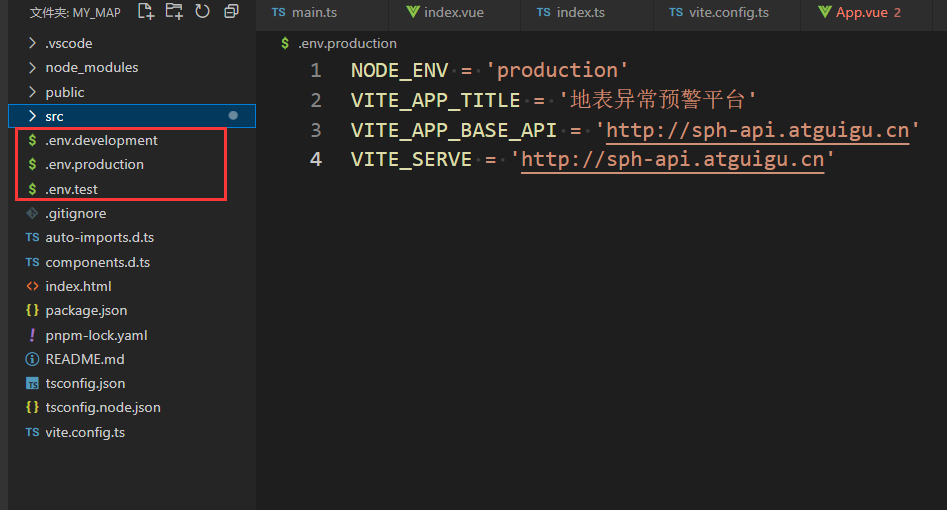 文件夹: MY_MAP
.vscode
node_modules
public
src
.env.development
.env.production
.env.test
.gitignore
TS auto-imports.d.ts
TS components.d.ts
<> index.html
{} package.json
! pnpm-lock.yaml
README.md
TS tsconfig.json
{} tsconfig.node.json
TS vite.config.ts
TS main.ts
index.vue
TS index.ts
TS vite.config.ts
App.vue 2
$ .env.production
1 NODE_ENV = 'production'
2 VITE_APP_TITLE = '地表异常预警平台'
3 VITE_APP_BASE_API = 'http://sph-api.atguigu.cn'
4 VITE_SERVE = 'http://sph-api.atguigu.cn'